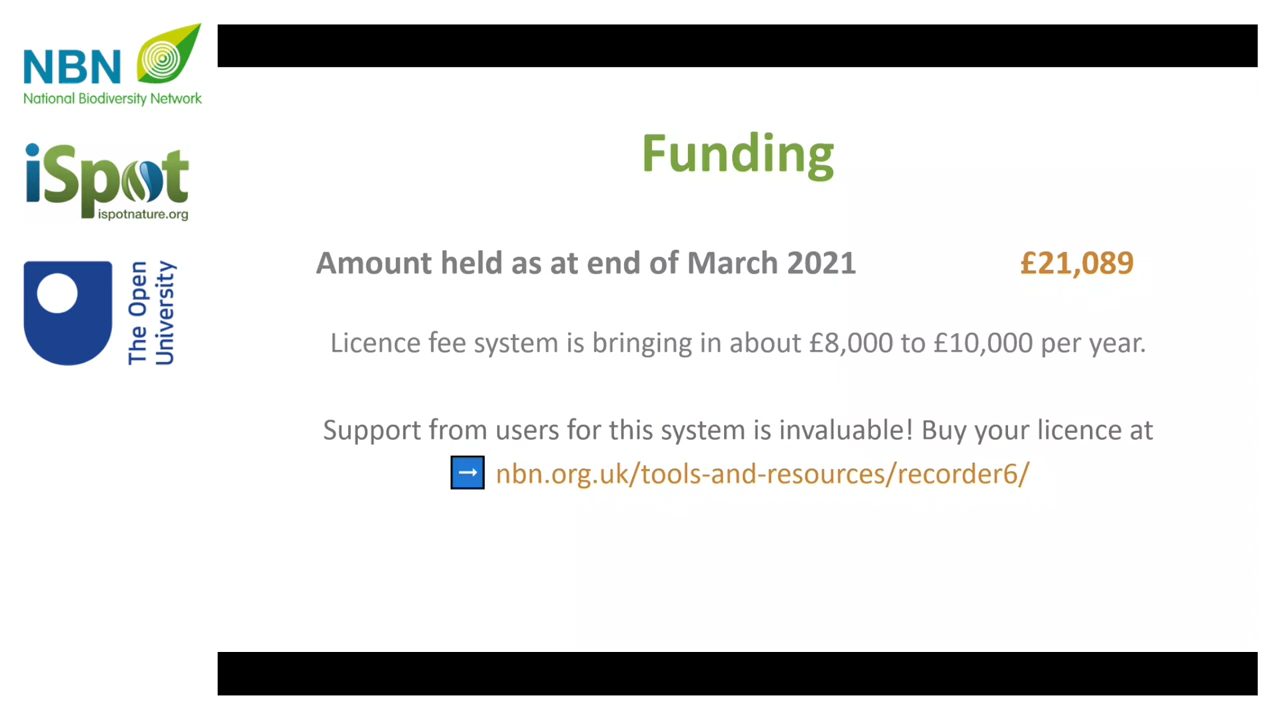 NBN
National Biodiversity Network
iSpot
ispotnature.org
The Open
University
Funding
Amount held as at end of March 2021 £21,089
Licence fee system is bringing in about £8,000 to £10,000 per year.
Support from users for this system is invaluable! Buy your licence at
➡ nbn.org.uk/tools-and-resources/recorder6/